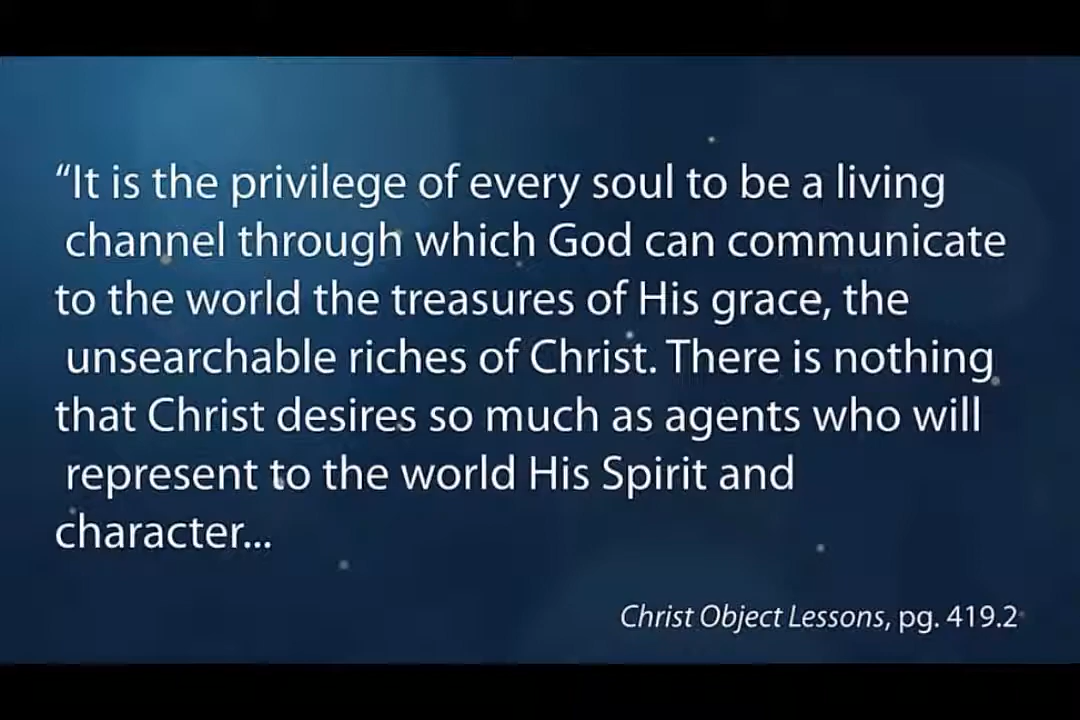 “It is the privilege of every soul to be a living
channel through which God can communicate
to the world the treasures of His grace, the
unsearchable riches of Christ. There is nothing
that Christ desires so much as agents who will
represent to the world His Spirit and
character...
Christ Object Lessons, pg. 419.2